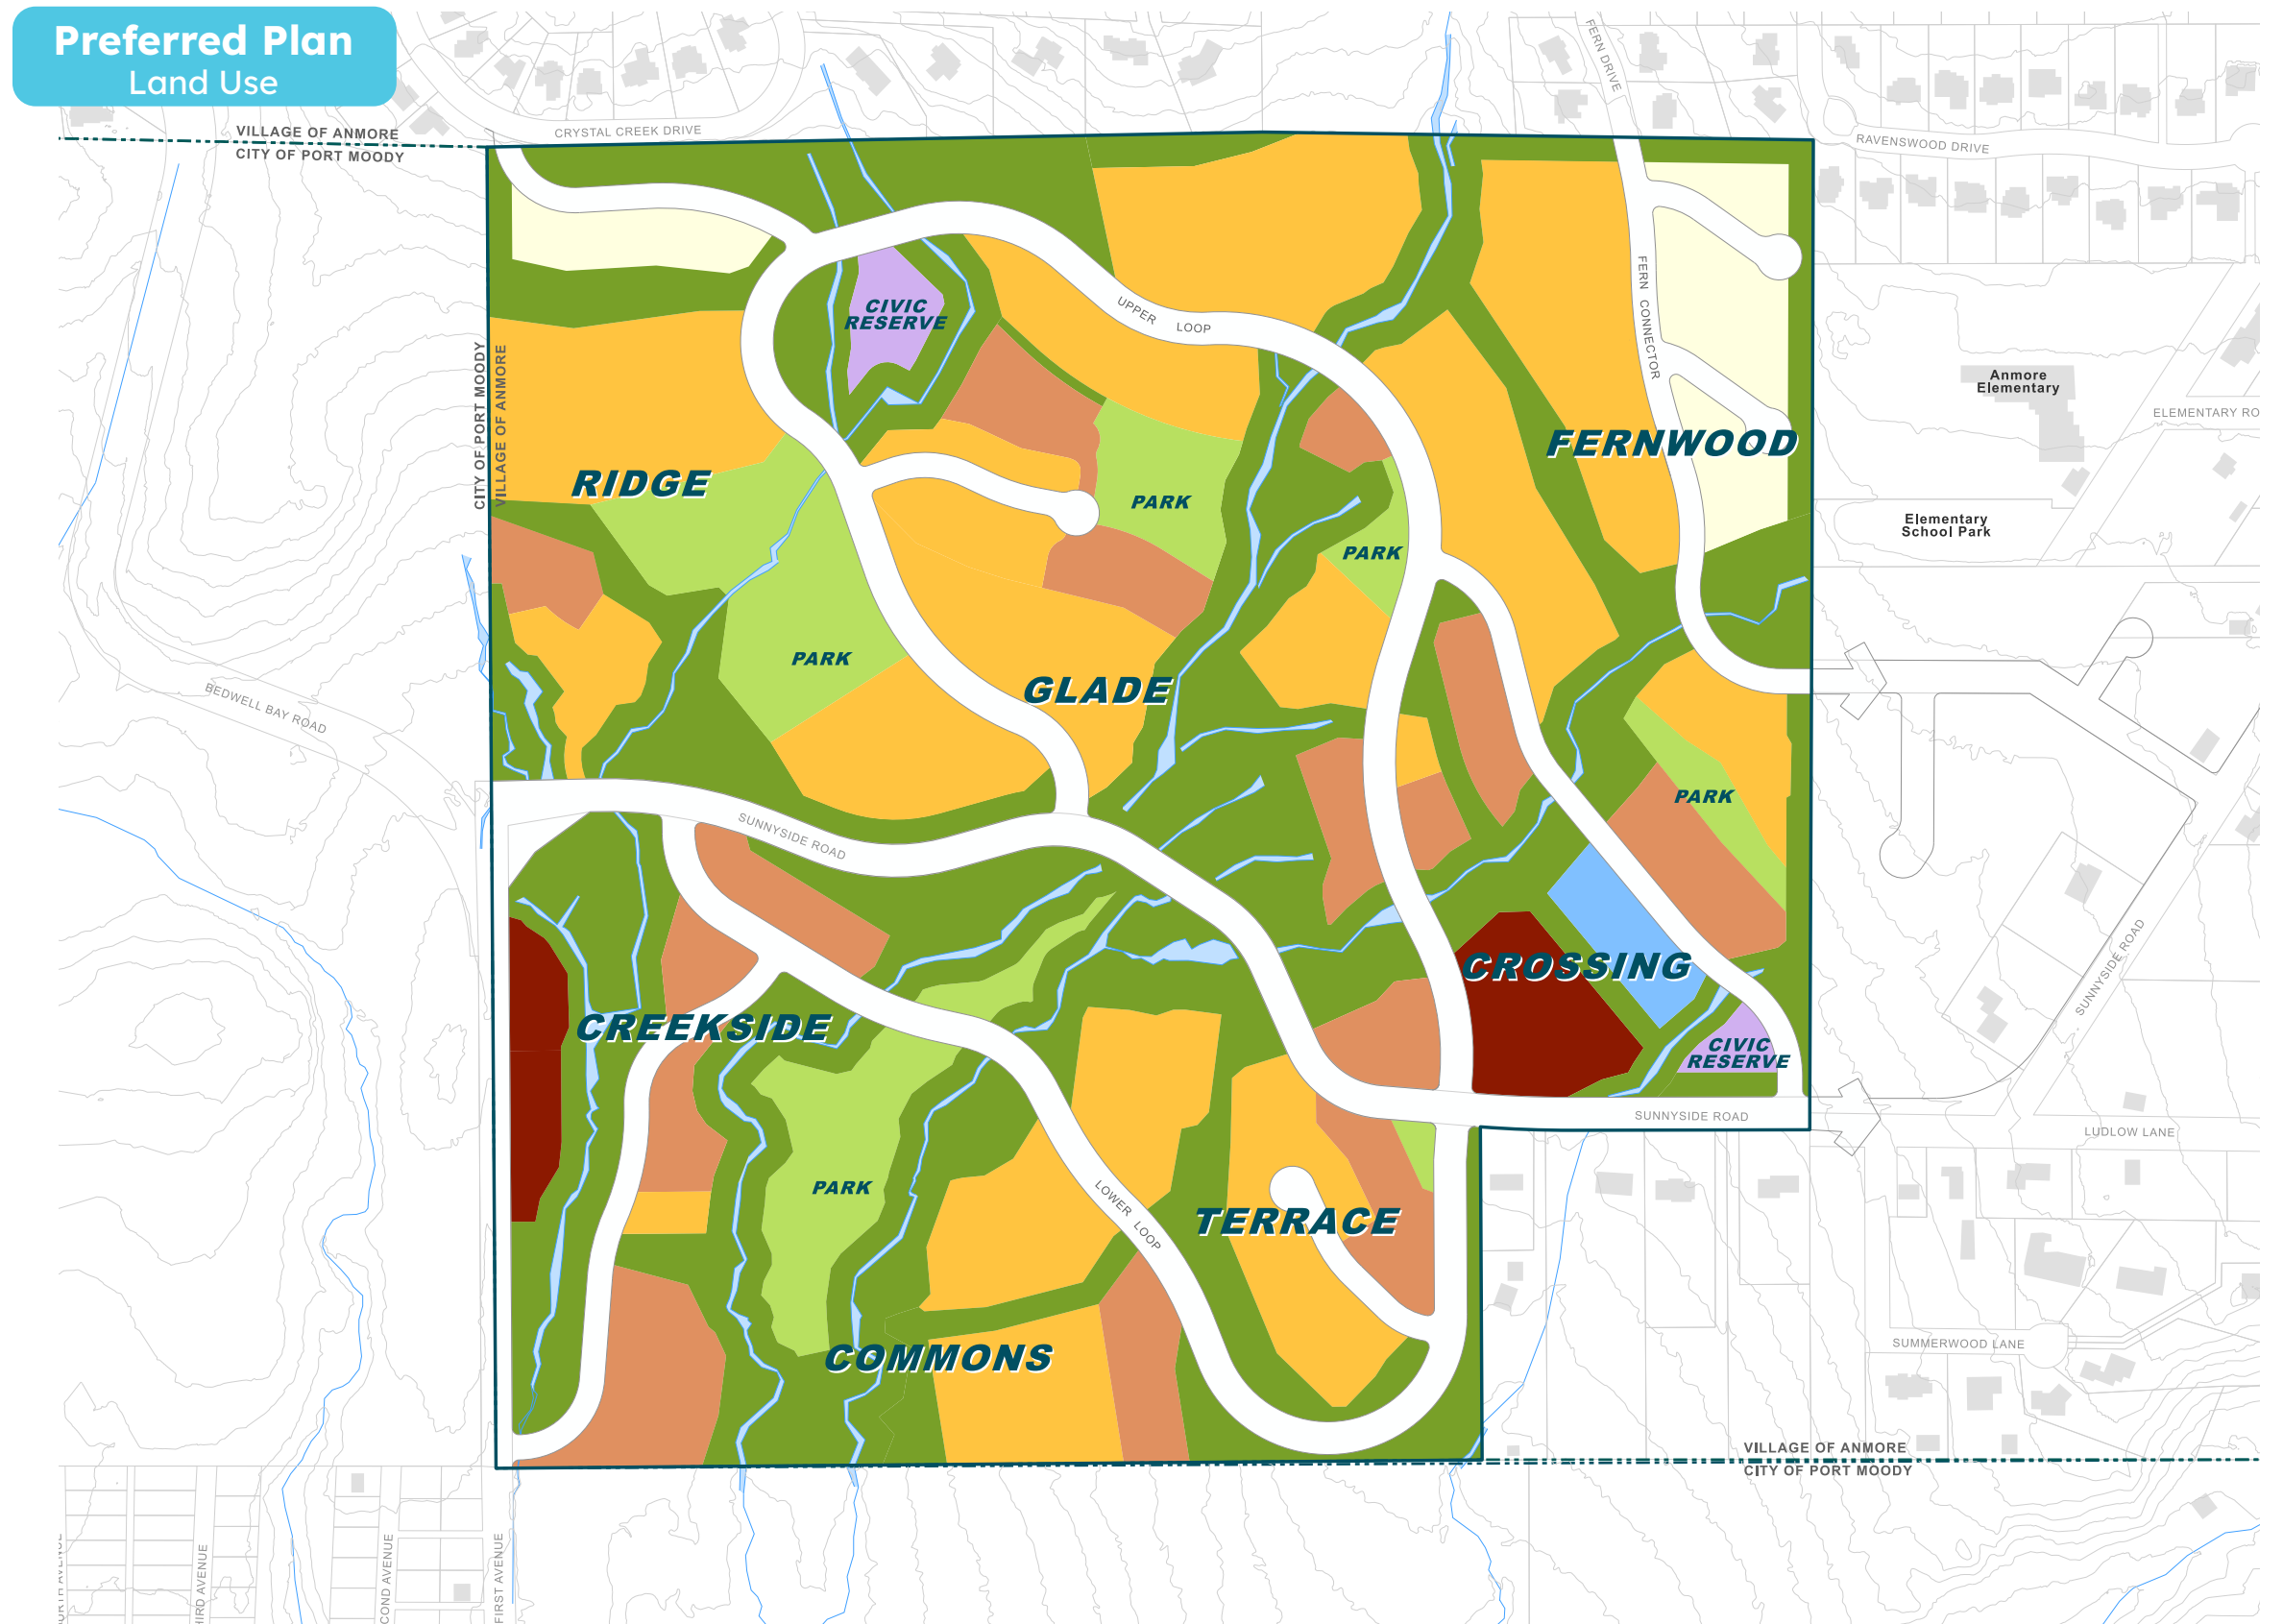 Preferred Plan
Land Use
VILLAGE OF ANMORE
CITY OF PORT MOODY
CRYSTAL CREEK DRIVE
FERN DRIVE
RAVENSWOOD DRIVE
CIVIC
RESERVE
UPPER LOOP
FERN CONNECTOR
CITY OF PORT MOODY
VILLAGE OF ANMORE
Anmore
Elementary
ELEMENTARY RO
FERNWOOD
RIDGE
PARK
Elementary
School Park
PARK
PARK
GLADE
BEDWELL BAY ROAD
PARK
SUNNYSIDE ROAD
CROSSING
SUNNYSIDE ROAD
CREEKSIDE
CIVIC
RESERVE
SUNNYSIDE ROAD
LUDLOW LANE
PARK
LOWER LOOP
TERRACE
SUMMERWOOD LANE
COMMONS
VILLAGE OF ANMORE
CITY OF PORT MOODY
HIRD AVENUE
COND AVENUE
FIRST AVENUE